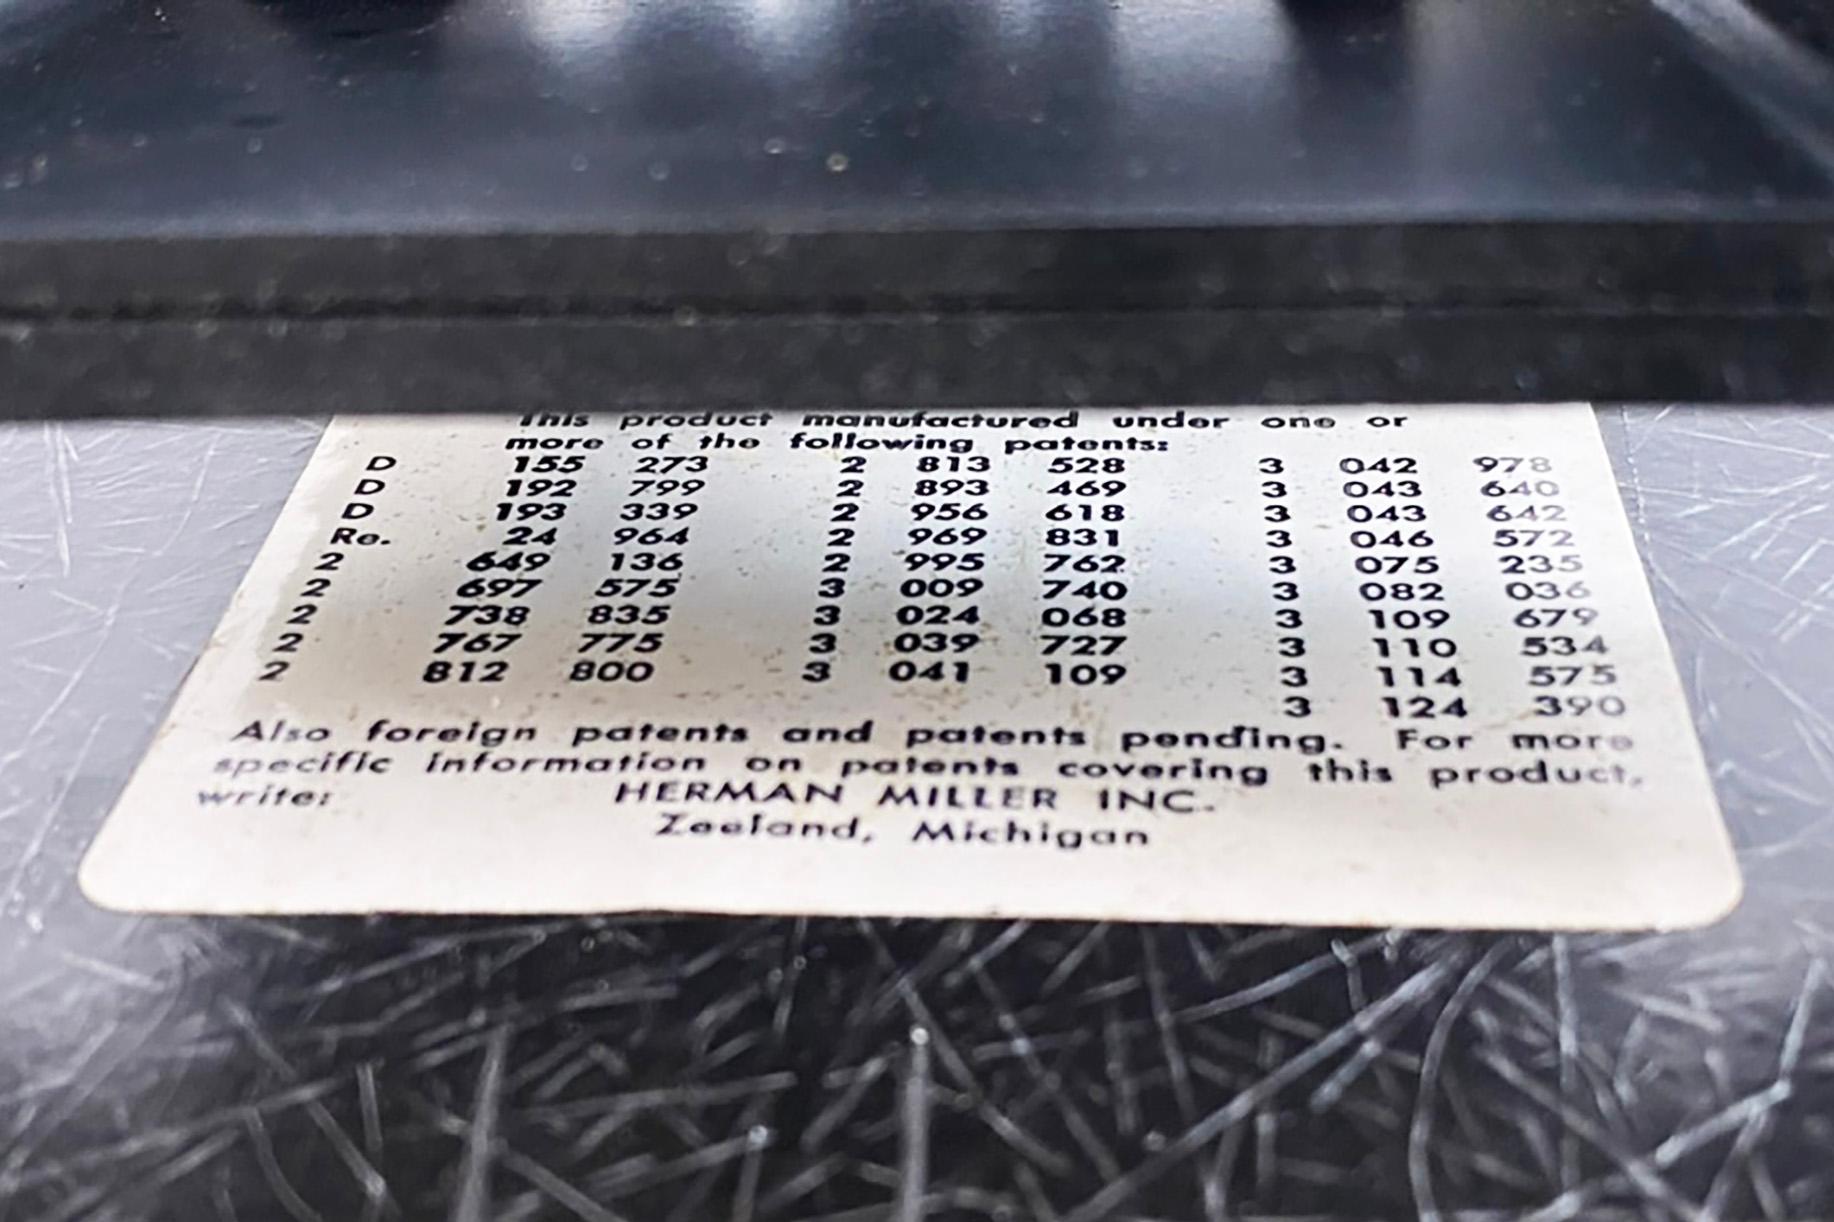 This product manufactured under one or
more of the following patents:
D 155 273 2 813 528 3 042 978
D 192 799 2 893 469 3 043 640
D 193 339 2 956 618 3 043 642
Re. 24 964 2 969 831 3 046 572
2 649 136 2 995 762 3 075 235
2 697 575 3 009 740 3 082 036
2 738 835 3 024 068 3 109 679
2 767 775 3 039 727 3 110 534
2 812 800 3 041 109 3 114 575
3 124 390
Also foreign patents and patents pending. For more
specific information on patents covering this product,
write: HERMAN MILLER INC.
Zeeland, Michigan